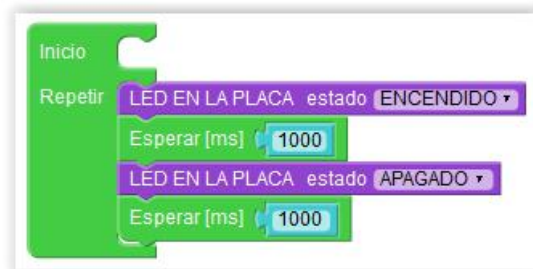 Inicio
Repetir LED EN LA PLACA estado ENCENDIDO
Esperar [ms] 1000
LED EN LA PLACA estado APAGADO
Esperar [ms] 1000